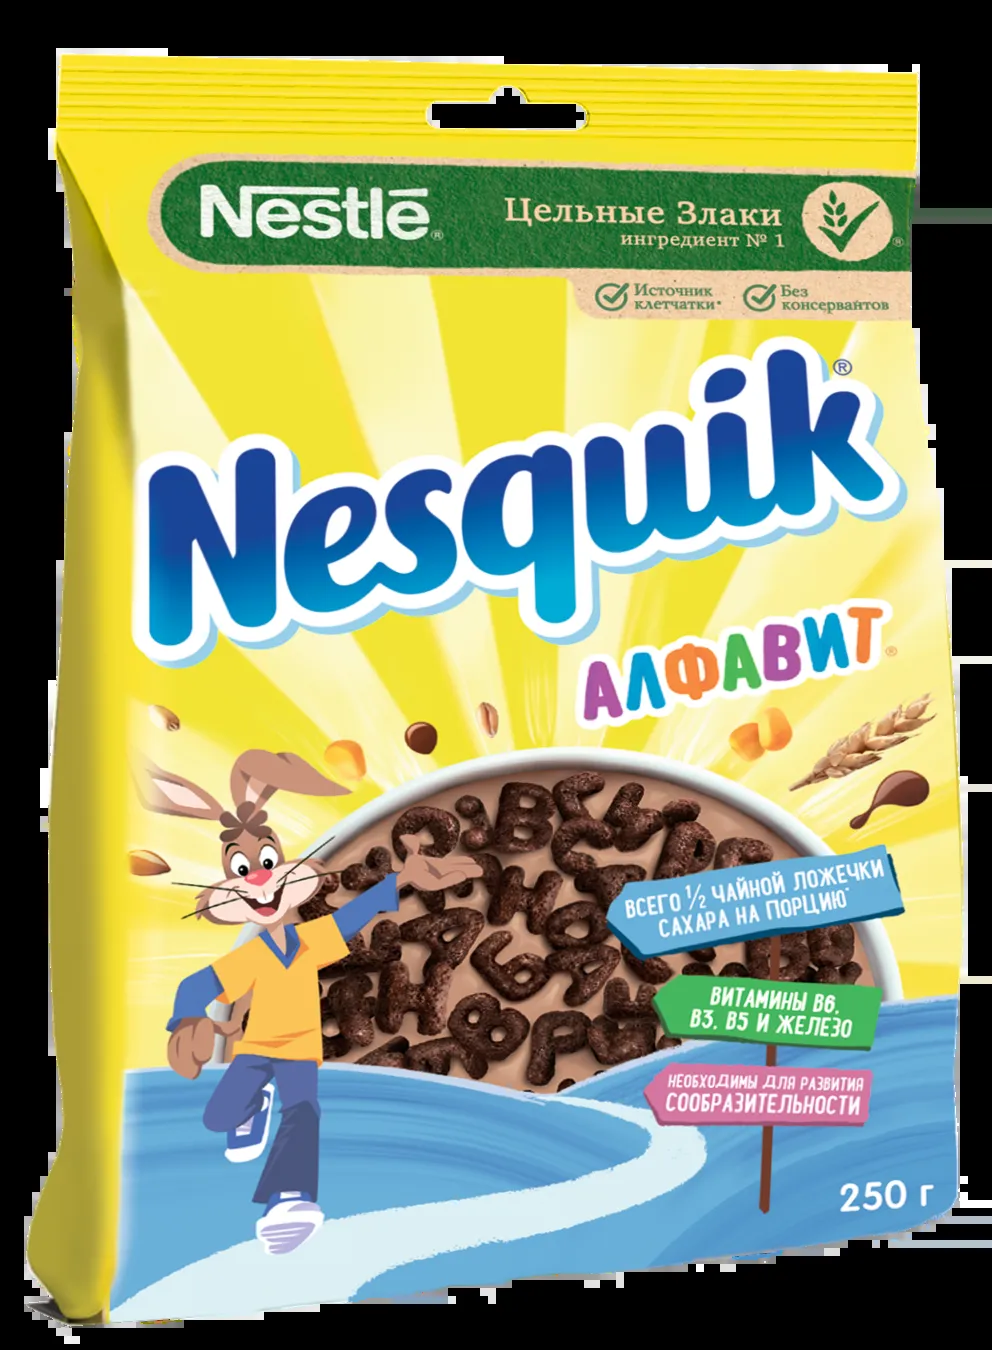 Nestlé®
Цельные Злаки
ингредиент № 1
®
Источник
клетчатки*
Без
консервантов
Nesquik®
АЛФАВИТ®
ВСЕГО ½ ЧАЙНОЙ ЛОЖЕЧКИ
САХАРА НА ПОРЦИЮ*
ВИТАМИНЫ B6,
B3, B5 И ЖЕЛЕЗО
НЕОБХОДИМЫ ДЛЯ РАЗВИТИЯ
СООБРАЗИТЕЛЬНОСТИ
250 г